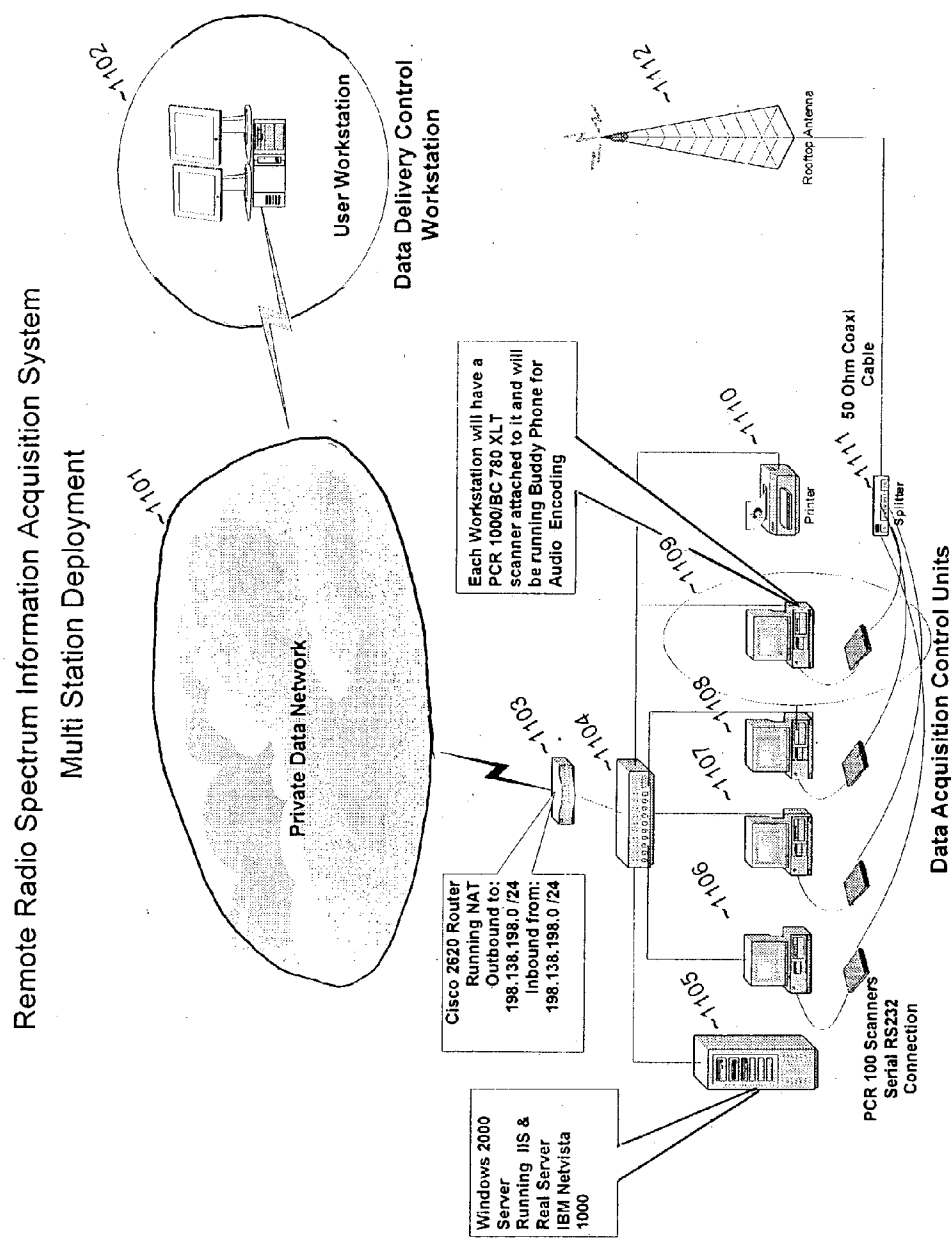 Remote Radio Spectrum Information Acquisition System
Multi Station Deployment
~1101
Private Data Network
~1102
User Workstation
Data Delivery Control
Workstation
Cisco 2620 Router
Running NAT
Outbound to:
198.138.198.0 /24
Inbound from:
198.138.198.0 /24
~1103
~1104
Each Workstation will have a
PCR 1000/BC 780 XLT
scanner attached to it and will
be running Buddy Phone for
Audio Encoding
~1112
Rooftop Antenna
Windows 2000
Server
Running IIS &
Real Server
IBM Netvista
1000
~1105
~1106
~1107
~1108
~1109
~1110
Printer
~1111
50 Ohm Coaxl
Cable
Splitter
PCR 100 Scanners
Serial RS232
Connection
Data Acquisition Control Units